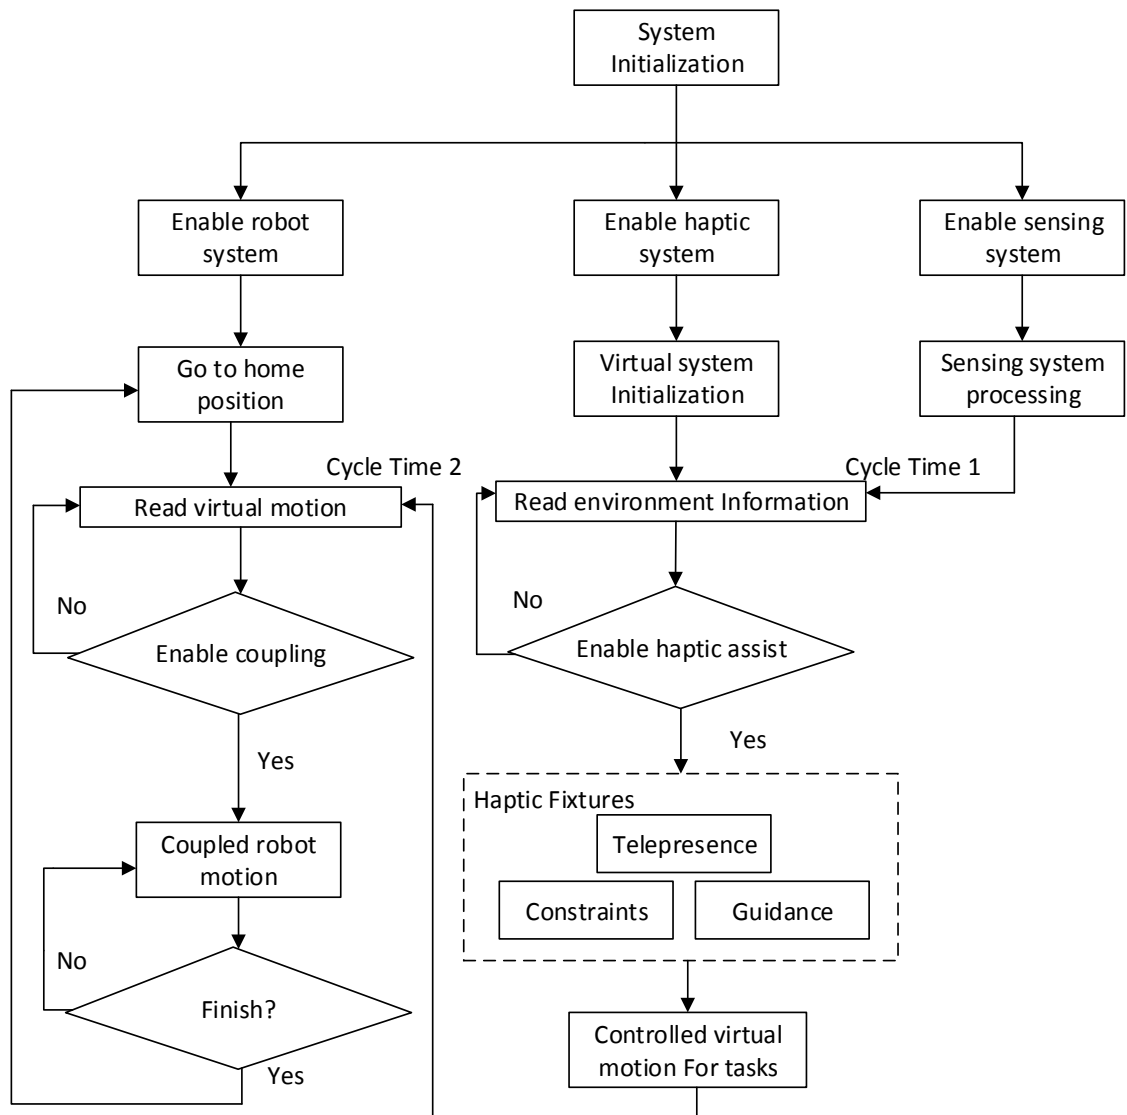 System
Initialization
Enable robot
system
Enable haptic
system
Enable sensing
system
Go to home
position
Virtual system
Initialization
Sensing system
processing
Cycle Time 2
Cycle Time 1
Read virtual motion
Read environment Information
No
No
Enable coupling
Enable haptic assist
Yes
Yes
Haptic Fixtures
Telepresence
Constraints
Guidance
Coupled robot
motion
No
Finish?
Yes
Controlled virtual
motion For tasks